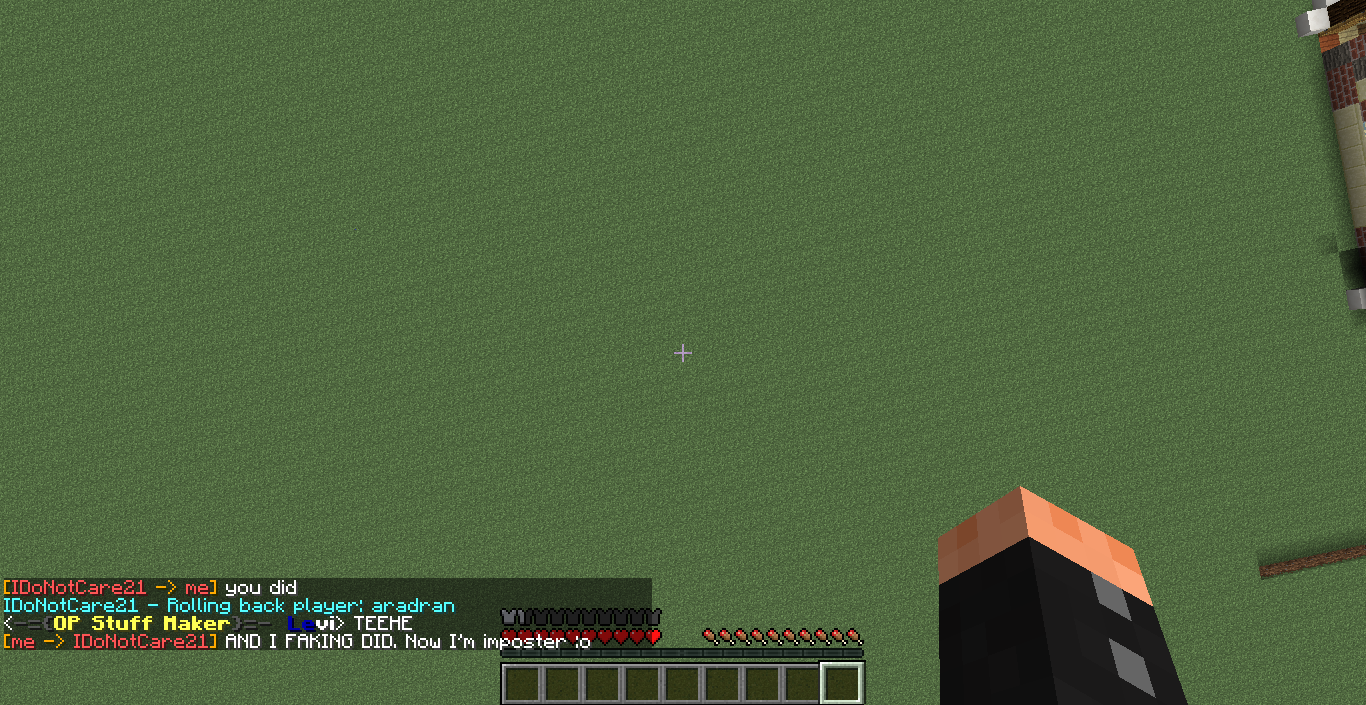 [IDoNotCare21 -> me] you did
IDoNotCare21 - Rolling back player: aradran
<-={OP Stuff Maker}=- Levi> TEEHE
[me -> IDoNotCare21] AND I FAKING DID. Now I'm imposter ;o